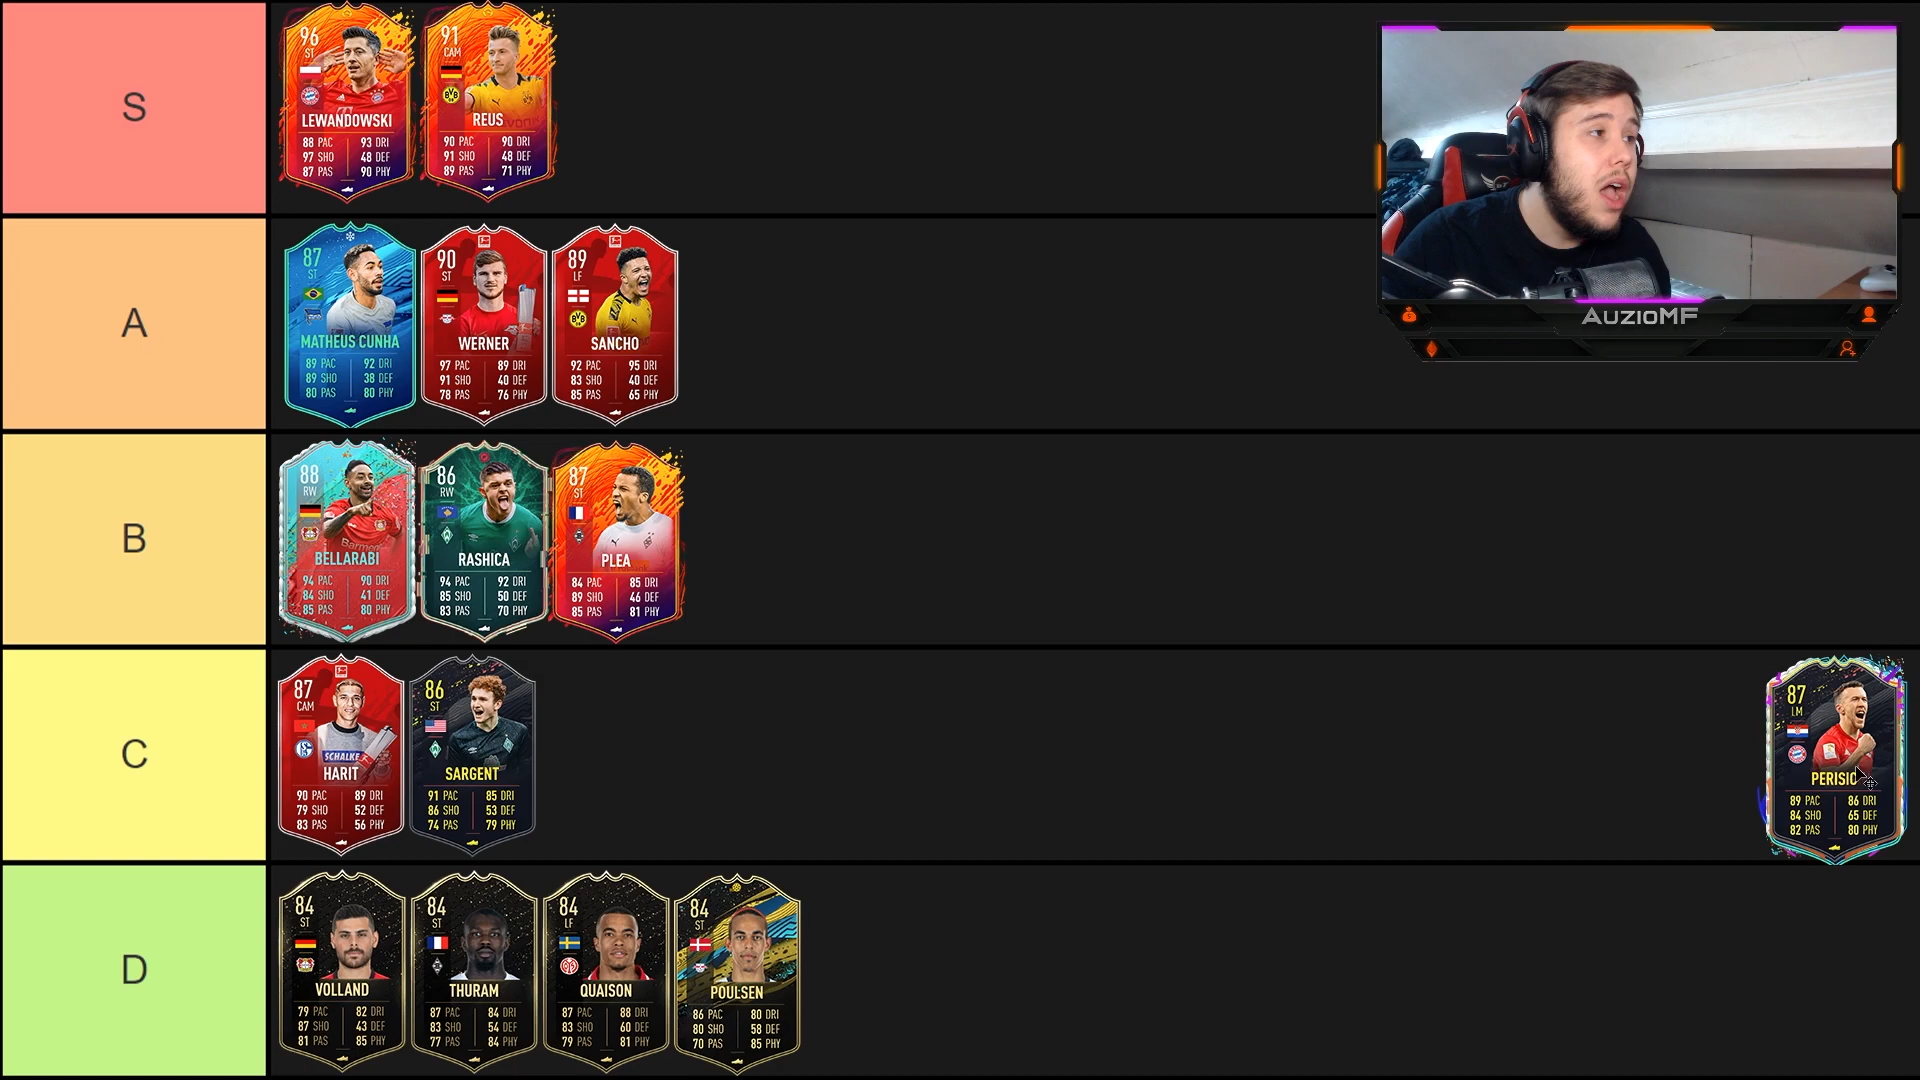 S
96
ST
LEWANDOWSKI
88 PAC 93 DRI
97 SHO 48 DEF
87 PAS 90 PHY
91
CAM
REUS
90 PAC 90 DRI
91 SHO 48 DEF
89 PAS 71 PHY
AUZIOMF
A
87
ST
MATHEUS CUNHA
89 PAC 92 DRI
89 SHO 38 DEF
80 PAS 80 PHY
90
ST
WERNER
97 PAC 89 DRI
91 SHO 40 DEF
78 PAS 76 PHY
89
LF
SANCHO
92 PAC 95 DRI
83 SHO 40 DEF
85 PAS 65 PHY
B
88
RW
BELLARABI
94 PAC 90 DRI
84 SHO 41 DEF
85 PAS 80 PHY
86
RW
RASHICA
94 PAC 92 DRI
85 SHO 50 DEF
83 PAS 70 PHY
87
ST
PLEA
84 PAC 85 DRI
89 SHO 46 DEF
85 PAS 81 PHY
C
87
CAM
SCHALKE
HARIT
90 PAC 89 DRI
79 SHO 52 DEF
83 PAS 56 PHY
86
ST
SARGENT
91 PAC 85 DRI
86 SHO 53 DEF
74 PAS 79 PHY
87
LM
PERISIC
89 PAC 86 DRI
84 SHO 65 DEF
82 PAS 80 PHY
D
84
ST
VOLLAND
79 PAC 82 DRI
87 SHO 43 DEF
81 PAS 85 PHY
84
ST
THURAM
87 PAC 84 DRI
83 SHO 54 DEF
77 PAS 84 PHY
84
LF
QUAISON
87 PAC 88 DRI
83 SHO 60 DEF
79 PAS 81 PHY
84
ST
POULSEN
86 PAC 80 DRI
80 SHO 58 DEF
70 PAS 85 PHY